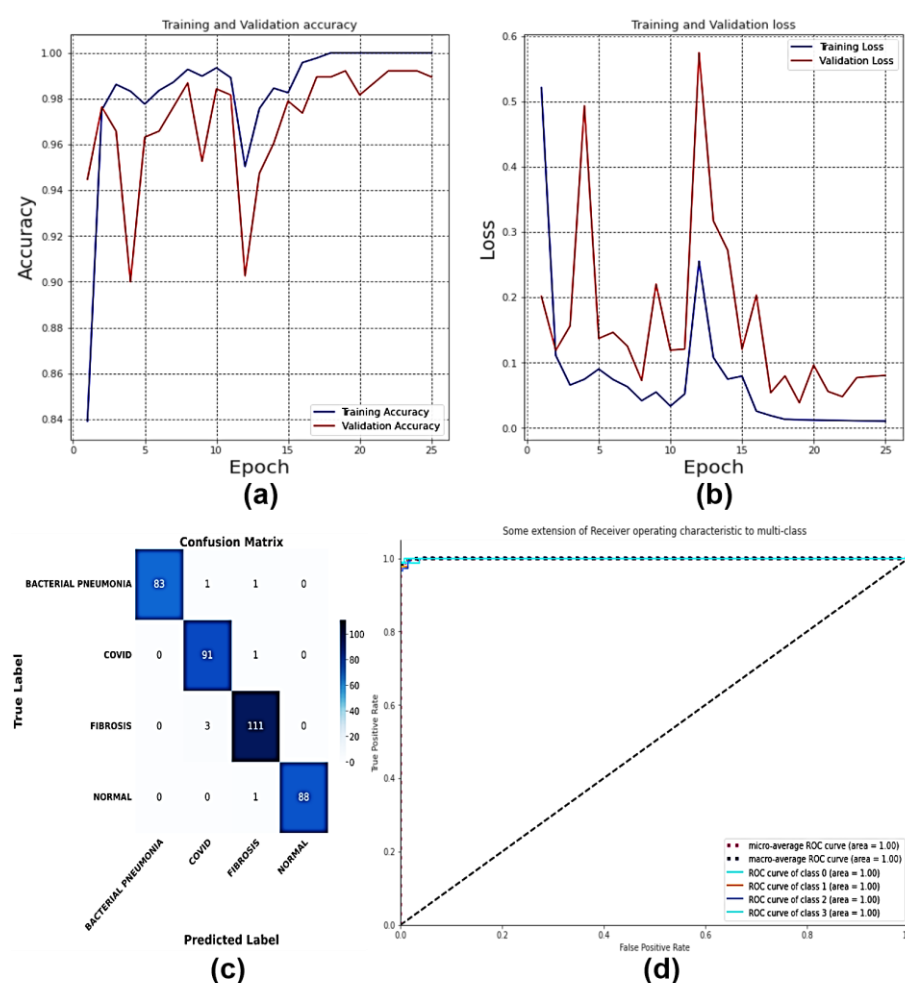 Training and Validation accuracy
1.00
0.98
0.96
0.94
0.92
0.90
0.88
0.86
0.84
Accuracy
Training Accuracy
Validation Accuracy
0 5 10 15 20 25
Epoch
(a)
Training and Validation loss
0.6
0.5
0.4
0.3
0.2
0.1
0.0
Loss
Training Loss
Validation Loss
0 5 10 15 20 25
Epoch
(b)
Confusion Matrix
True Label
BACTERIAL PNEUMONIA 83 1 1 0
COVID 0 91 1 0
FIBROSIS 0 3 111 0
NORMAL 0 0 1 88
BACTERIAL PNEUMONIA
COVID
FIBROSIS
NORMAL
Predicted Label
100
80
60
40
20
0
(c)
Some extension of Receiver operating characteristic to multi-class
1.0
0.8
0.6
0.4
0.2
0.0
True Positive Rate
micro-average ROC curve (area = 1.00)
macro-average ROC curve (area = 1.00)
ROC curve of class 0 (area = 1.00)
ROC curve of class 1 (area = 1.00)
ROC curve of class 2 (area = 1.00)
ROC curve of class 3 (area = 1.00)
0.0 0.2 0.4 0.6 0.8
False Positive Rate
(d)